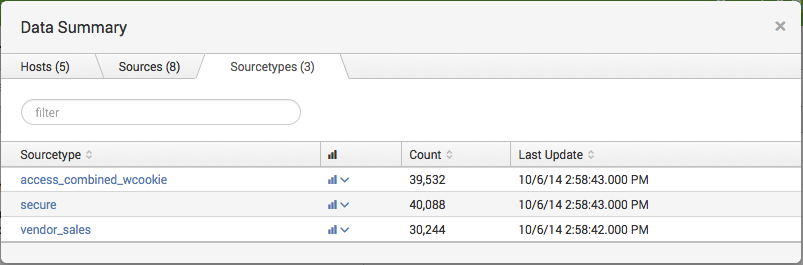 Data Summary
Hosts (5) Sources (8) Sourcetypes (3)
filter
Sourcetype Count Last Update
access_combined_wcookie 39,532 10/6/14 2:58:43.000 PM
secure 40,088 10/6/14 2:58:43.000 PM
vendor_sales 30,244 10/6/14 2:58:42.000 PM